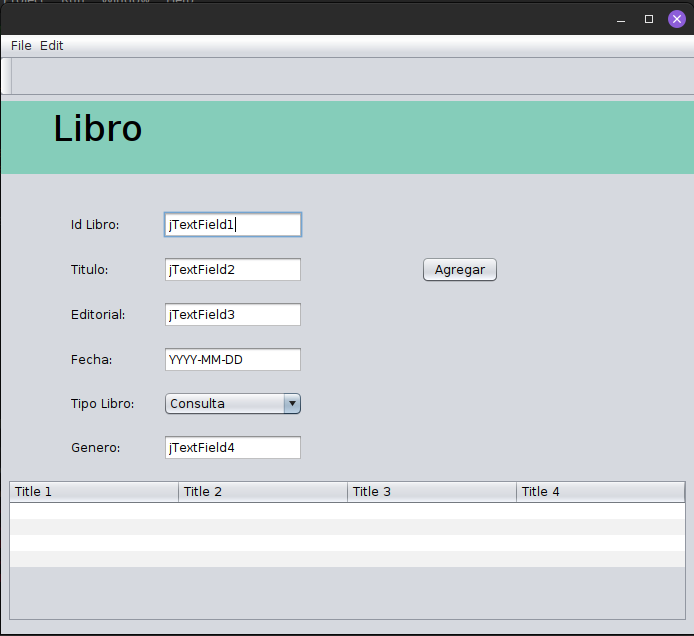 File Edit
Libro
Id Libro: jTextField1
Titulo: jTextField2 Agregar
Editorial: jTextField3
Fecha: YYYY-MM-DD
Tipo Libro: Consulta
Genero: jTextField4
Title 1 Title 2 Title 3 Title 4